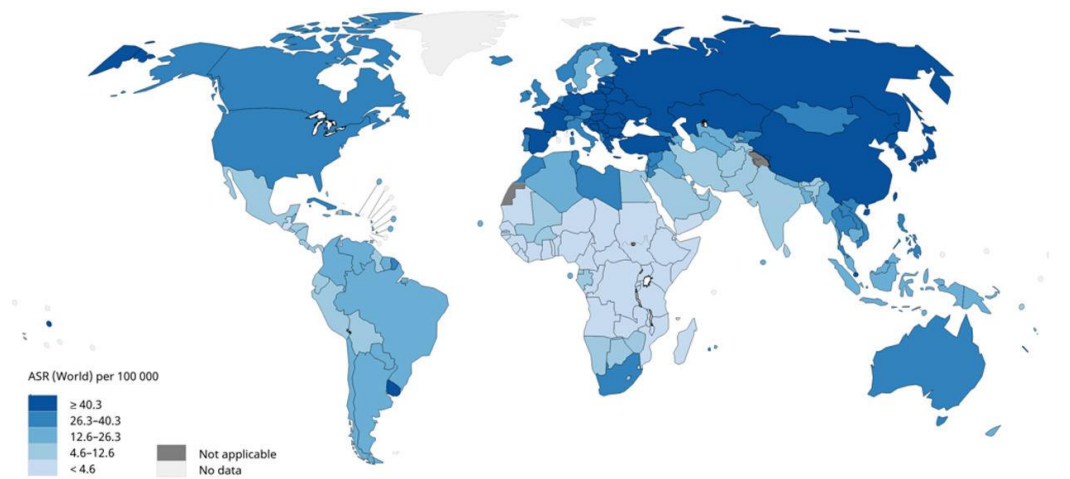 ASR (World) per 100 000
≥ 40.3
26.3–40.3
12.6–26.3
4.6–12.6
< 4.6
Not applicable
No data